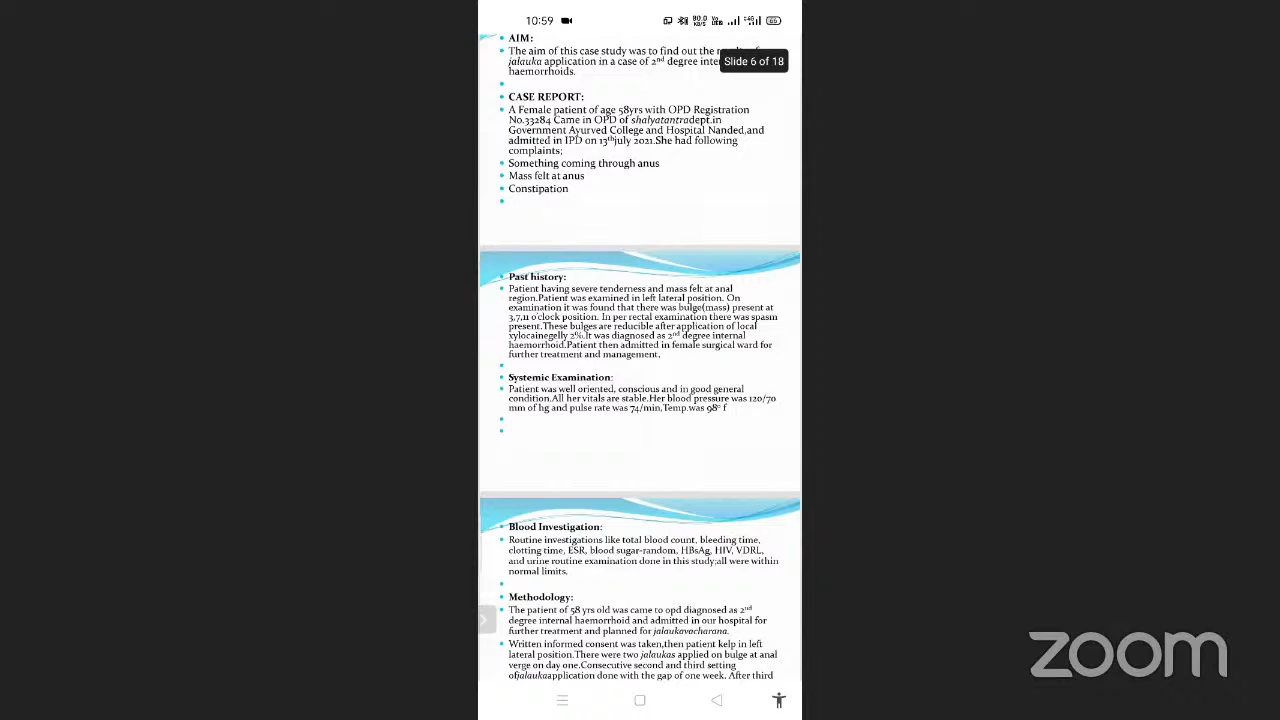 10:59
80.0 KB/S
Slide 6 of 18
AIM:
The aim of this case study was to find out the
jalauka application in a case of 2nd degree
haemorrhoids.
CASE REPORT:
A Female patient of age 58yrs with OPD Registration
No.33284 Came in OPD of shalyatantradept.in
Government Ayurved College and Hospital Nanded,and
admitted in IPD on 13thjuly 2021.She had following
complaints;
Something coming through anus
Mass felt at anus
Constipation
Past history:
Patient having severe tenderness and mass felt at anal
region.Patient was examined in left lateral position. On
examination it was found that there was bulge(mass) present at
3,7,11 o'clock position. In per rectal examination there was spasm
present.These bulges are reducible after application of local
xylocainegelly 2%.It was diagnosed as 2nd degree internal
haemorrhoid.Patient then admitted in female surgical ward for
further treatment and management.
Systemic Examination:
Patient was well oriented, conscious and in good general
condition.All her vitals are stable.Her blood pressure was 120/70
mm of hg and pulse rate was 74/min,Temp.was 98° f
Blood Investigation:
Routine investigations like total blood count, bleeding time,
clotting time, ESR, blood sugar-random, HBsAg, HIV, VDRL,
and urine routine examination done in this study;all were within
normal limits.
Methodology:
The patient of 58 yrs old was came to opd diagnosed as 2nd
degree internal haemorrhoid and admitted in our hospital for
further treatment and planned for jalaukavacharana.
Written informed consent was taken,then patient kelp in left
lateral position.There were two jalaukas applied on bulge at anal
verge on day one.Consecutive second and third setting
ofjalaukaapplication done with the gap of one week. After third
zoom